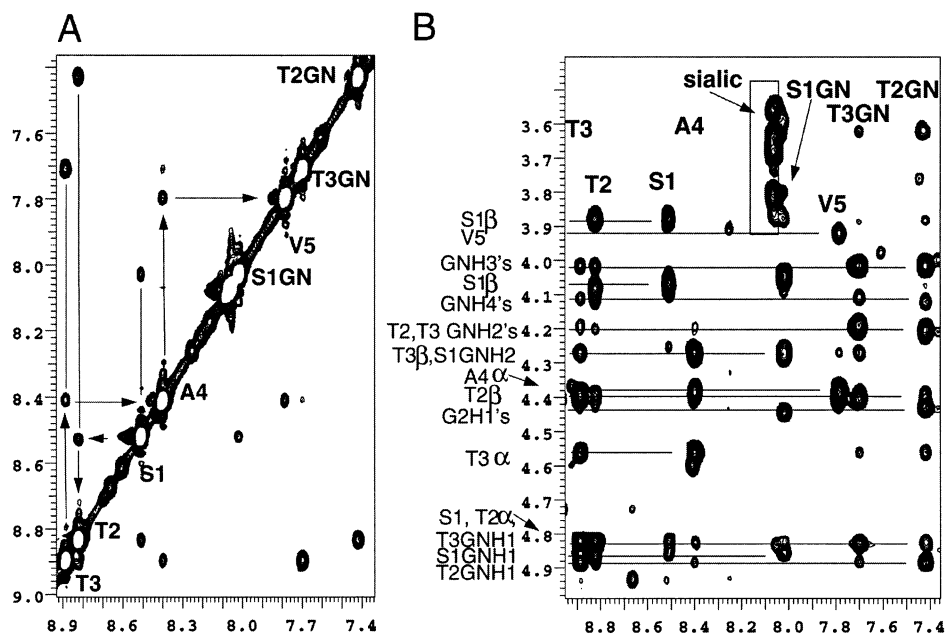 A
T2GN
7.6
T3GN
7.8
V5
8.0
S1GN
8.2
A4
8.4
S1
8.6
T2
8.8
T3
9.0
8.9 8.6 8.3 8.0 7.7 7.4
B
sialic
S1GN
T2GN
T3GN
3.6
T3
A4
3.7
T2
S1
3.8
V5
S1β
3.9
V5
GNH3's
4.0
S1β
4.1
GNH4's
T2,T3 GNH2's
4.2
T3β,S1GNH2
4.3
A4α
T2β
4.4
G2H1's
4.5
T3α
4.6
4.7
S1, T2α,
4.8
T3GNH1
S1GNH1
4.9
T2GNH1
8.8 8.6 8.4 8.2 8.0 7.8 7.6 7.4